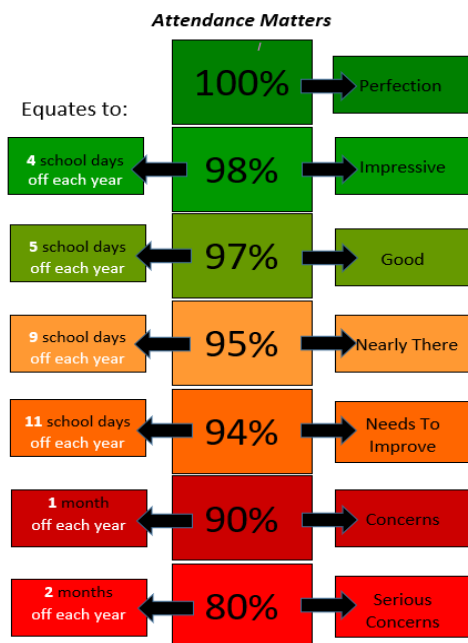 Attendance Matters
100%
Perfection
Equates to:
4 school days
off each year
98%
Impressive
5 school days
off each year
97%
Good
9 school days
off each year
95%
Nearly There
11 school days
off each year
94%
Needs To
Improve
1 month
off each year
90%
Concerns
2 months
off each year
80%
Serious
Concerns